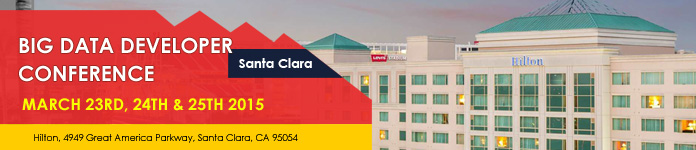 BIG DATA DEVELOPER
CONFERENCE
Santa Clara
MARCH 23RD, 24TH & 25TH 2015
Hilton, 4949 Great America Parkway, Santa Clara, CA 95054
Hilton
Levi's